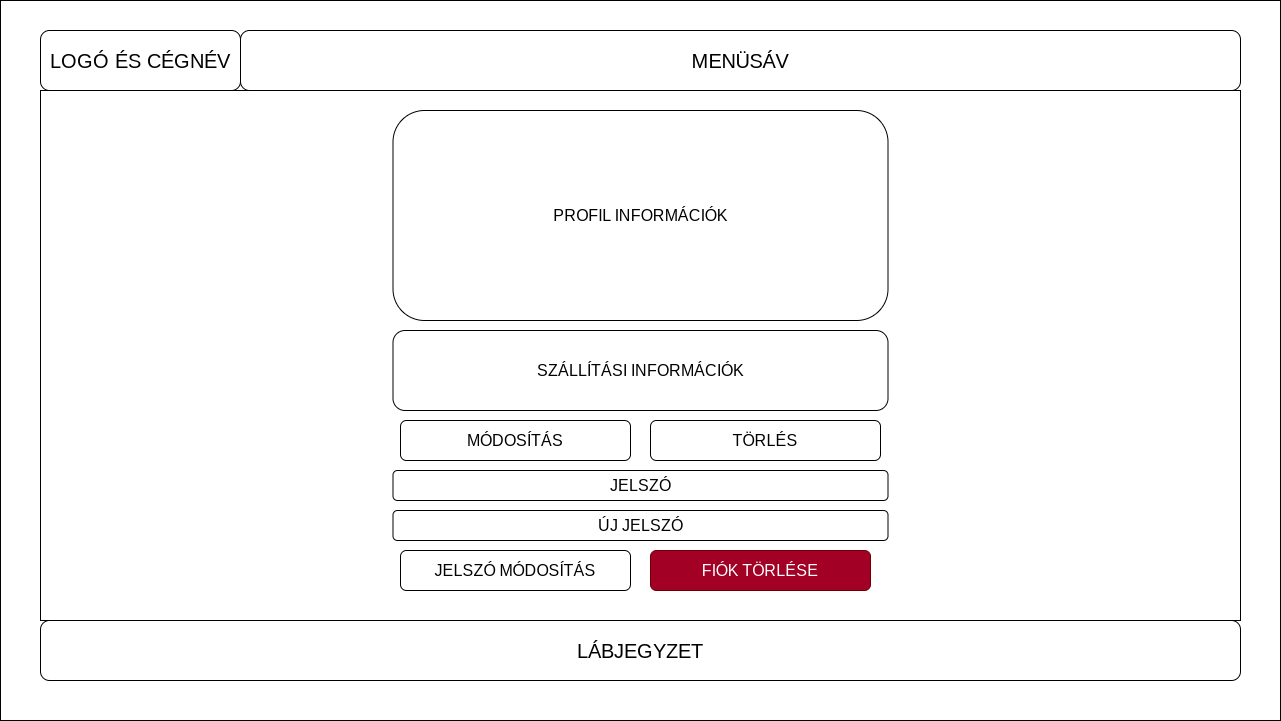 LOGÓ ÉS CÉGNÉV
MENÜSÁV
PROFIL INFORMÁCIÓK
SZÁLLÍTÁSI INFORMÁCIÓK
MÓDOSÍTÁS
TÖRLÉS
JELSZÓ
ÚJ JELSZÓ
JELSZÓ MÓDOSÍTÁS
FIÓK TÖRLÉSE
LÁBJEGYZET